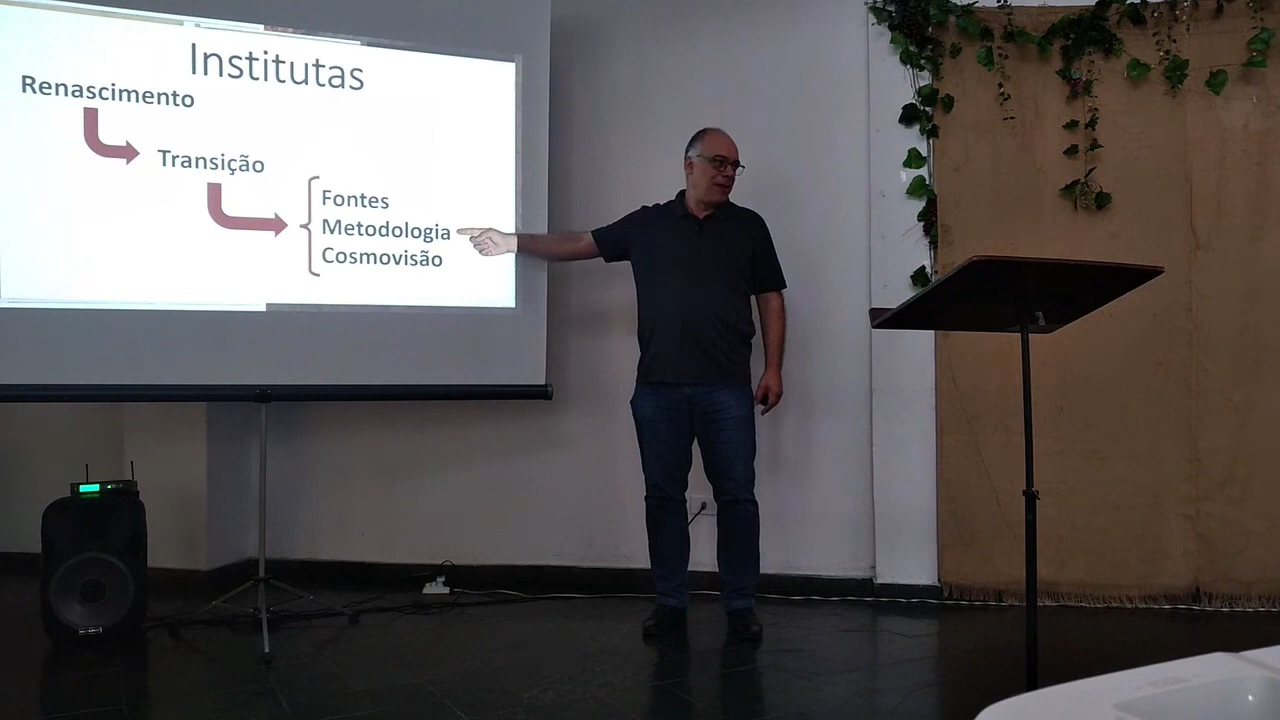 Institutas
Renascimento
Transição
Fontes
Metodologia
Cosmovisão